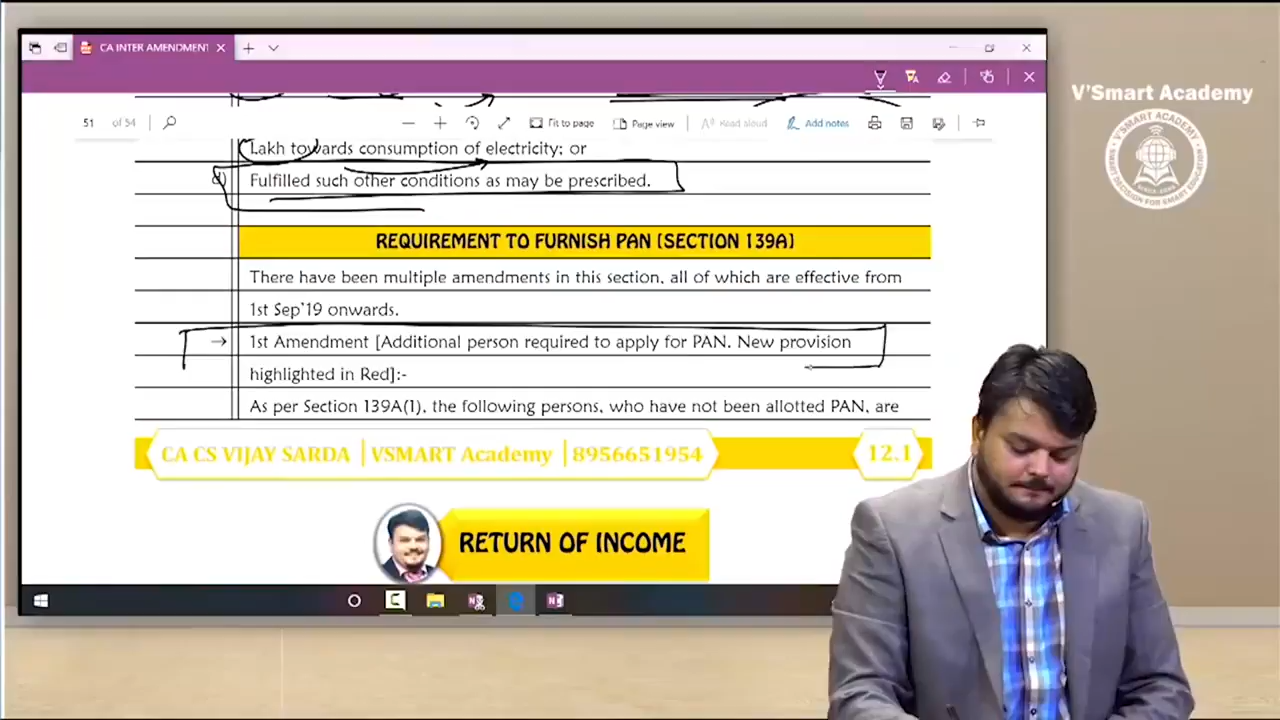 CA INTER AMENDMENT
V'Smart Academy
51 of 54
Fit to page
Page view
Read aloud
Add notes
Lakh towards consumption of electricity; or
d) Fulfilled such other conditions as may be prescribed.
REQUIREMENT TO FURNISH PAN [SECTION 139A]
There have been multiple amendments in this section, all of which are effective from
1st Sep'19 onwards.
→ 1st Amendment [Additional person required to apply for PAN. New provision
highlighted in Red]:-
As per Section 139A(1), the following persons, who have not been allotted PAN, are
CA CS VIJAY SARDA | VSMART Academy | 8956651954
12.1
RETURN OF INCOME